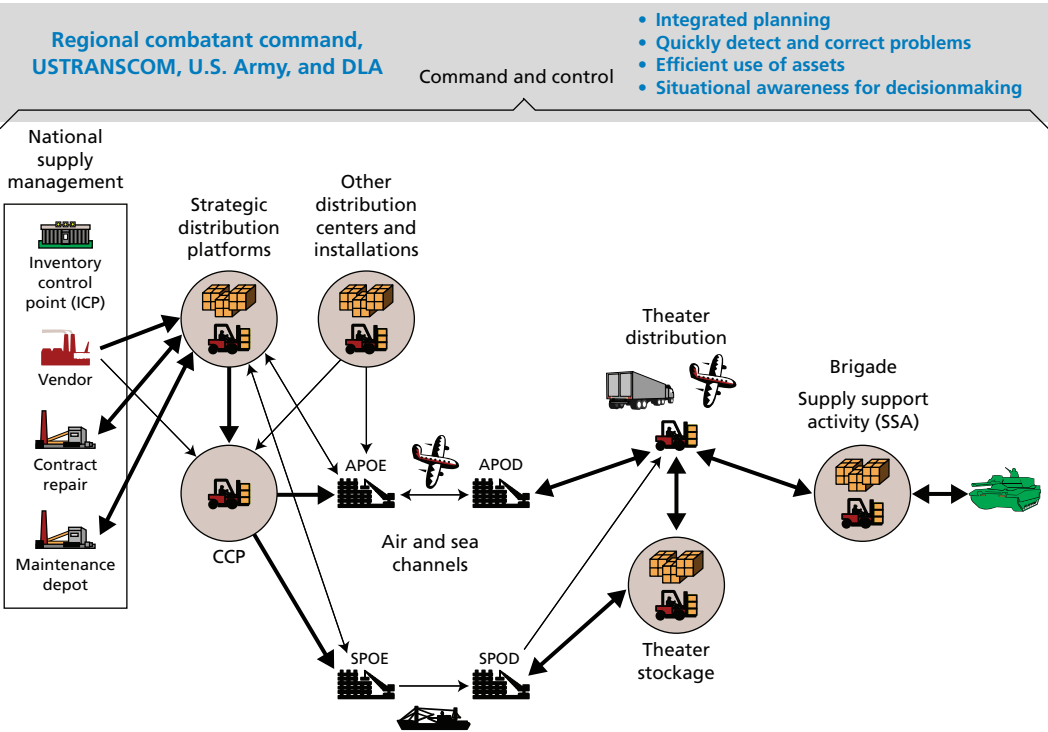 Regional combatant command,
USTRANSCOM, U.S. Army, and DLA
Command and control
• Integrated planning
• Quickly detect and correct problems
• Efficient use of assets
• Situational awareness for decisionmaking
National
supply
management
Inventory
control
point (ICP)
Vendor
Contract
repair
Maintenance
depot
Strategic
distribution
platforms
Other
distribution
centers and
installations
CCP
APOE
APOD
Air and sea
channels
SPOE
SPOD
Theater
distribution
Theater
stockage
Brigade
Supply support
activity (SSA)